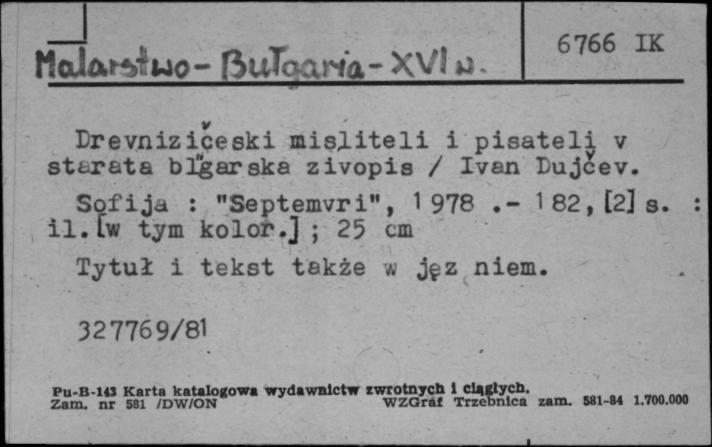 6766 IK
Malarstwo - Bułgaria - XVI w.
Drevnizičeski misliteli i pisateli v
starata bl"garska zivopis / Ivan Dujčev.
Sofija : "Septemvri", 1978 .- 182, [2] s. :
il. [w tym kolor.] ; 25 cm
Tytuł i tekst także w jęz niem.
327769/81
Pu-B-143 Karta katalogowa wydawnictw zwrotnych i ciągłych.
Zam. nr 581 /DW/ON WZGraf Trzebnica zam. 581-84 1.700.000